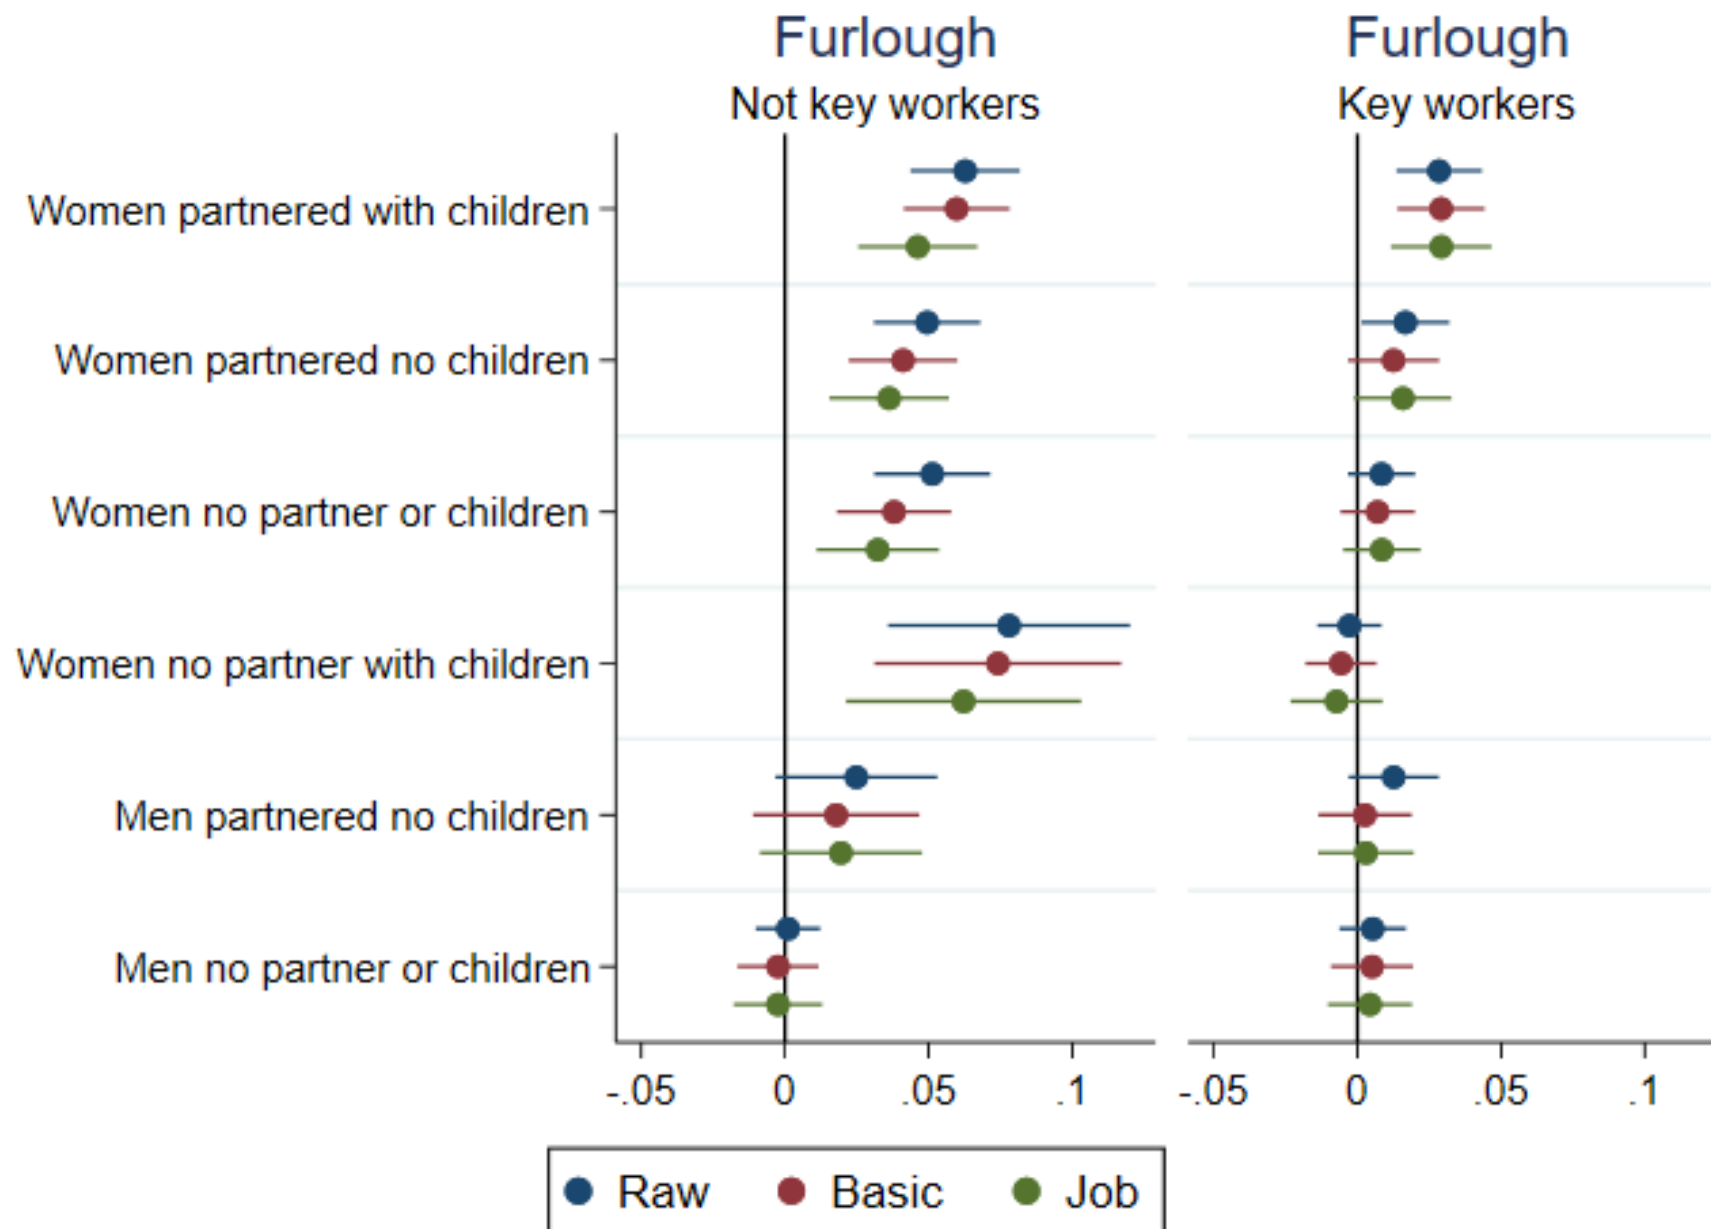 Furlough Furlough
Not key workers Key workers
Women partnered with children
Women partnered no children
Women no partner or children
Women no partner with children
Men partnered no children
Men no partner or children
-.05 0 .05 .1 -.05 0 .05 .1
Raw Basic Job